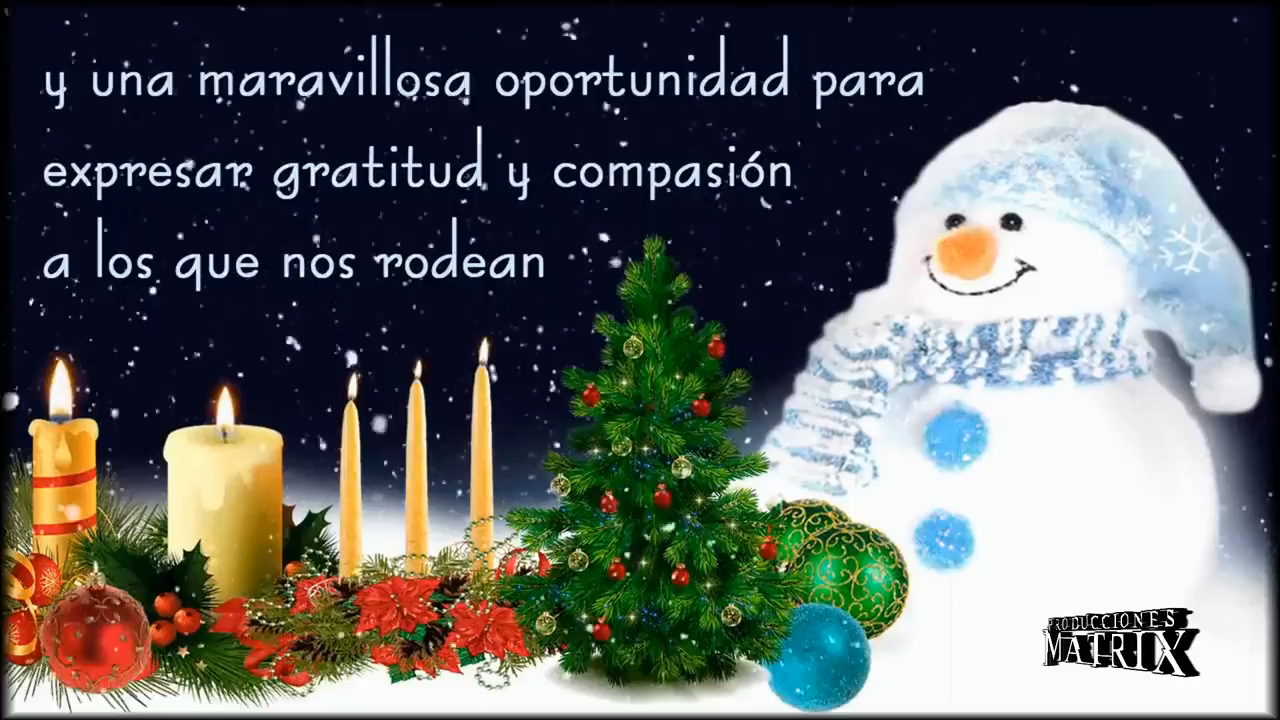 y una maravillosa oportunidad para
expresar gratitud y compasión
a los que nos rodean
PRODUCCIONES
MATRIX